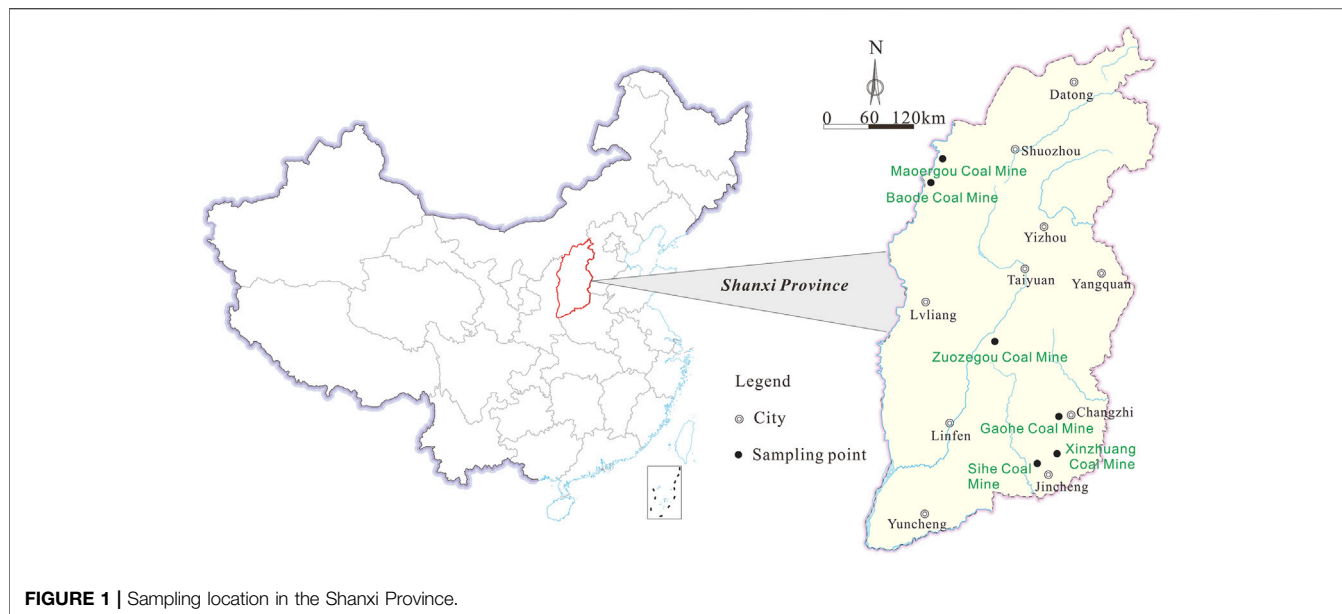 N
0 60 120km
Datong
Shuozhou
Maoergou Coal Mine
Baode Coal Mine
Yizhou
Taiyuan
Yangquan
Shanxi Province
Lvliang
Zuozegou Coal Mine
Legend
City
Sampling point
Changzhi
Gaohe Coal Mine
Linfen
Xinzhuang
Coal Mine
Sihe Coal
Mine
Jincheng
Yuncheng
FIGURE 1 | Sampling location in the Shanxi Province.